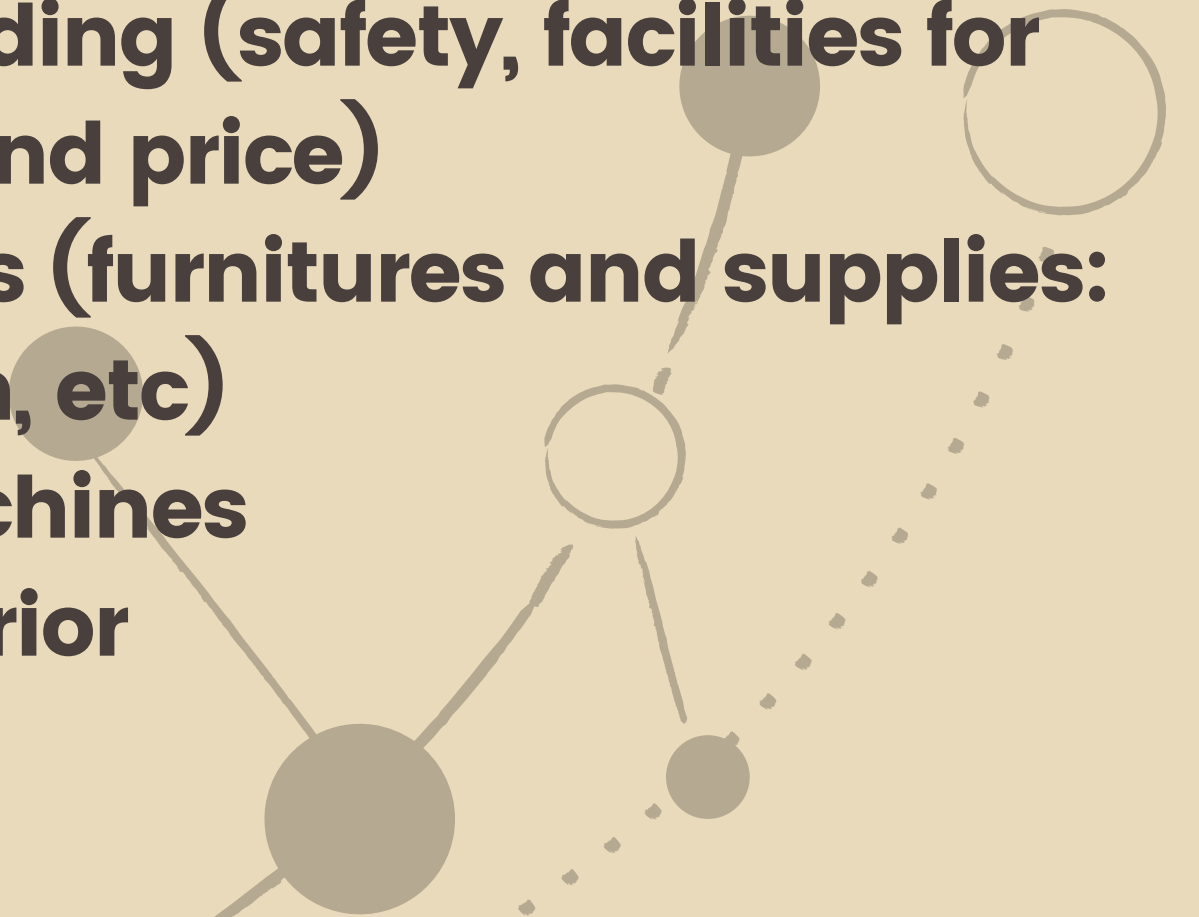 ding (safety, facilities for
nd price)
s (furnitures and supplies:
, etc)
chines
rior